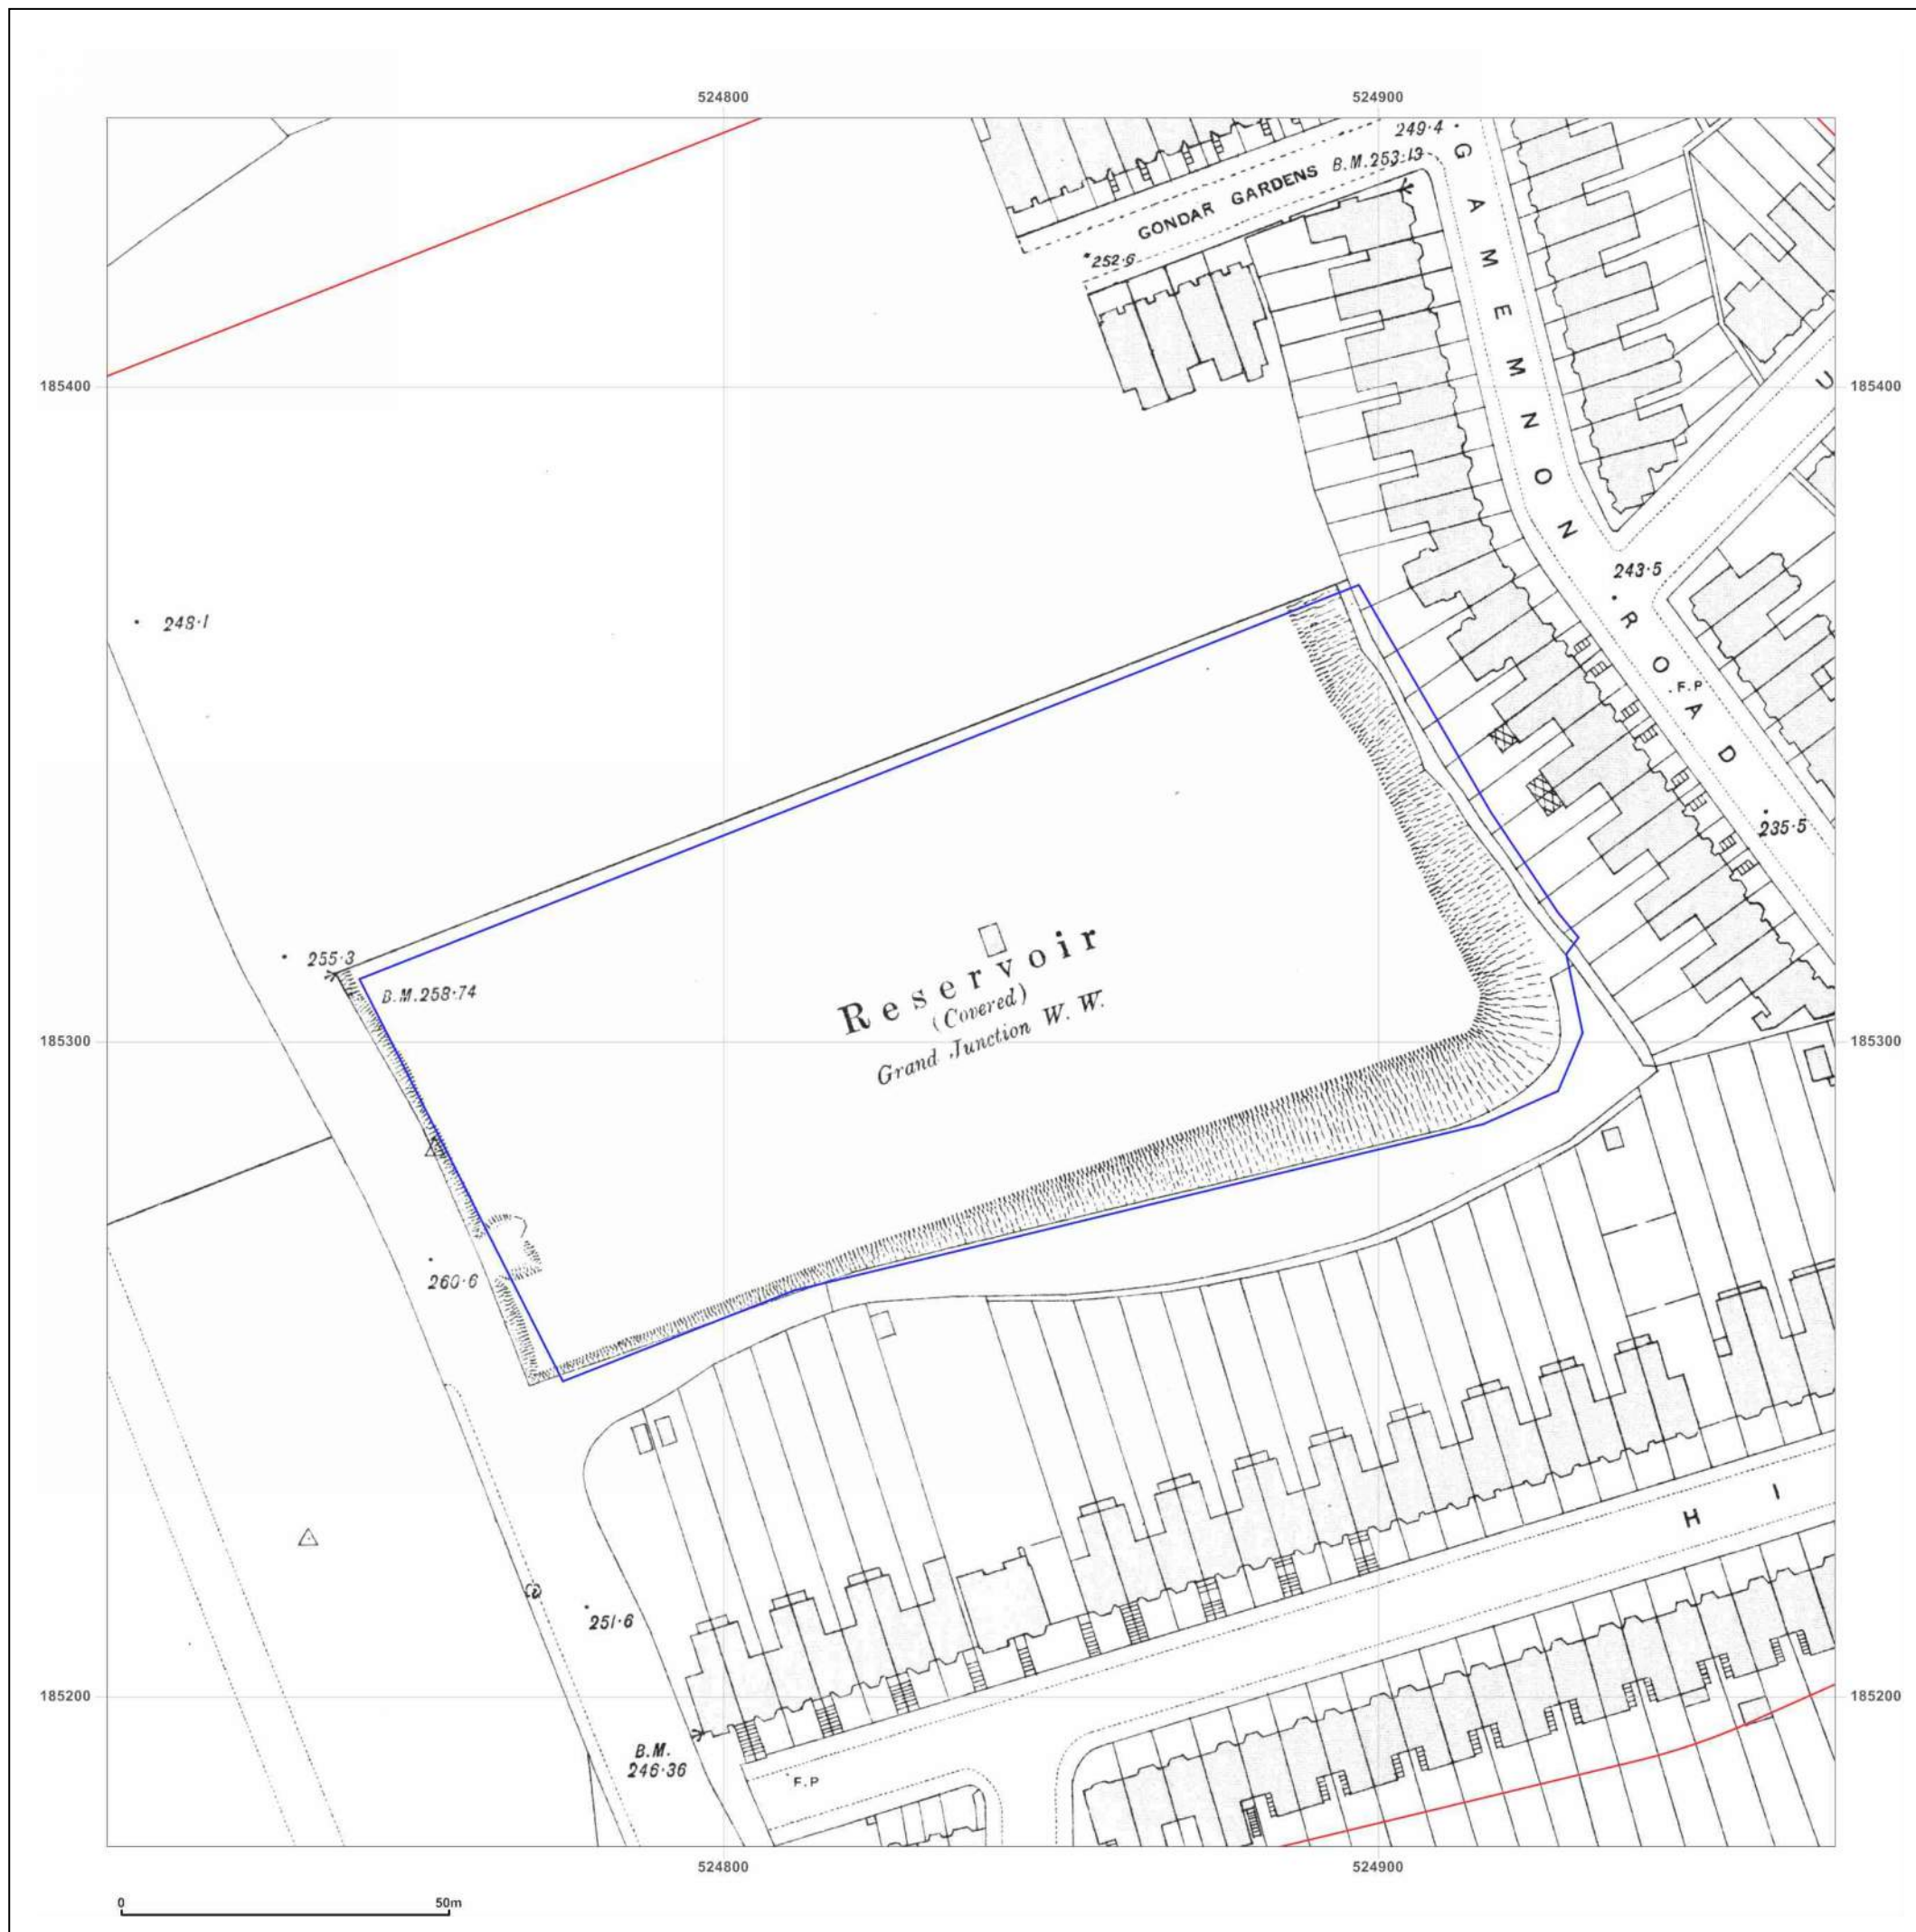 524800
524900
249·4
G A M E M N O N R O A D
B.M.253·13
GONDAR GARDENS
252·6
185400
185400
U
243·5
248·1
F.P
235·5
255·3
B.M.258·74
Reservoir
(Covered)
Grand Junction W. W.
185300
185300
260·6
H I
251·6
185200
185200
B.M.
246·36
F.P
524800
524900
0
50m